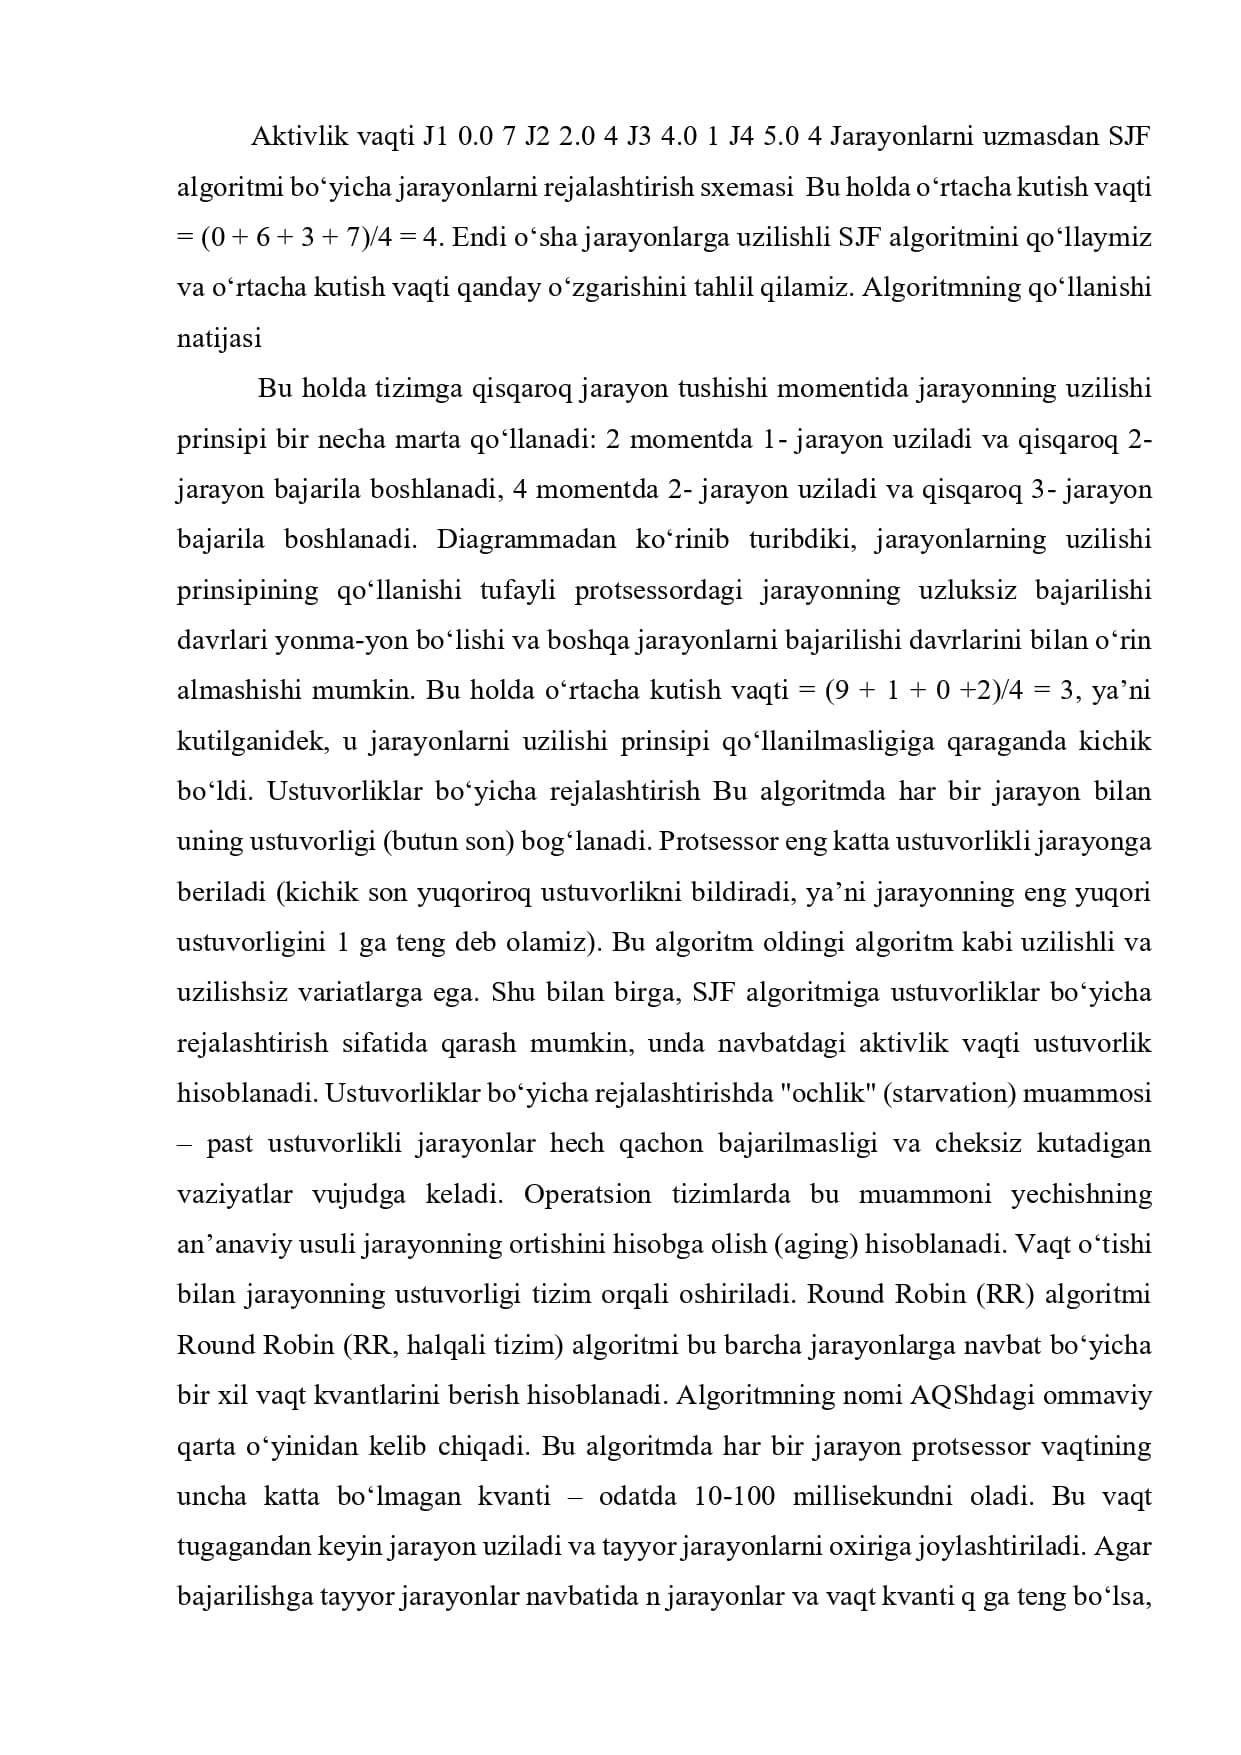 Aktivlik vaqti J1 0.0 7 J2 2.0 4 J3 4.0 1 J4 5.0 4 Jarayonlarni uzmasdan SJF
algoritmi bo‘yicha jarayonlarni rejalashtirish sxemasi Bu holda o‘rtacha kutish vaqti
= (0 + 6 + 3 + 7)/4 = 4. Endi o‘sha jarayonlarga uzilishli SJF algoritmini qo‘llaymiz
va o‘rtacha kutish vaqti qanday o‘zgarishini tahlil qilamiz. Algoritmning qo‘llanishi
natijasi
Bu holda tizimga qisqaroq jarayon tushishi momentida jarayonning uzilishi
prinsipi bir necha marta qo‘llanadi: 2 momentda 1- jarayon uziladi va qisqaroq 2-
jarayon bajarila boshlanadi, 4 momentda 2- jarayon uziladi va qisqaroq 3- jarayon
bajarila boshlanadi. Diagrammadan ko‘rinib turibdiki, jarayonlarning uzilishi
prinsipining qo‘llanishi tufayli protsessordagi jarayonning uzluksiz bajarilishi
davrlari yonma-yon bo‘lishi va boshqa jarayonlarni bajarilishi davrlarini bilan o‘rin
almashishi mumkin. Bu holda o‘rtacha kutish vaqti = (9 + 1 + 0 +2)/4 = 3, ya’ni
kutilganidek, u jarayonlarni uzilishi prinsipi qo‘llanilmasligiga qaraganda kichik
bo‘ldi. Ustuvorliklar bo‘yicha rejalashtirish Bu algoritmda har bir jarayon bilan
uning ustuvorligi (butun son) bog‘lanadi. Protsessor eng katta ustuvorlikli jarayonga
beriladi (kichik son yuqoriroq ustuvorlikni bildiradi, ya’ni jarayonning eng yuqori
ustuvorligini 1 ga teng deb olamiz). Bu algoritm oldingi algoritm kabi uzilishli va
uzilishsiz variatlarga ega. Shu bilan birga, SJF algoritmiga ustuvorliklar bo‘yicha
rejalashtirish sifatida qarash mumkin, unda navbatdagi aktivlik vaqti ustuvorlik
hisoblanadi. Ustuvorliklar bo‘yicha rejalashtirishda "ochlik" (starvation) muammosi
– past ustuvorlikli jarayonlar hech qachon bajarilmasligi va cheksiz kutadigan
vaziyatlar vujudga keladi. Operatsion tizimlarda bu muammoni yechishning
an’anaviy usuli jarayonning ortishini hisobga olish (aging) hisoblanadi. Vaqt o‘tishi
bilan jarayonning ustuvorligi tizim orqali oshiriladi. Round Robin (RR) algoritmi
Round Robin (RR, halqali tizim) algoritmi bu barcha jarayonlarga navbat bo‘yicha
bir xil vaqt kvantlarini berish hisoblanadi. Algoritmning nomi AQShdagi ommaviy
qarta o‘yinidan kelib chiqadi. Bu algoritmda har bir jarayon protsessor vaqtining
uncha katta bo‘lmagan kvanti – odatda 10-100 millisekundni oladi. Bu vaqt
tugagandan keyin jarayon uziladi va tayyor jarayonlarni oxiriga joylashtiriladi. Agar
bajarilishga tayyor jarayonlar navbatida n jarayonlar va vaqt kvanti q ga teng bo‘lsa,